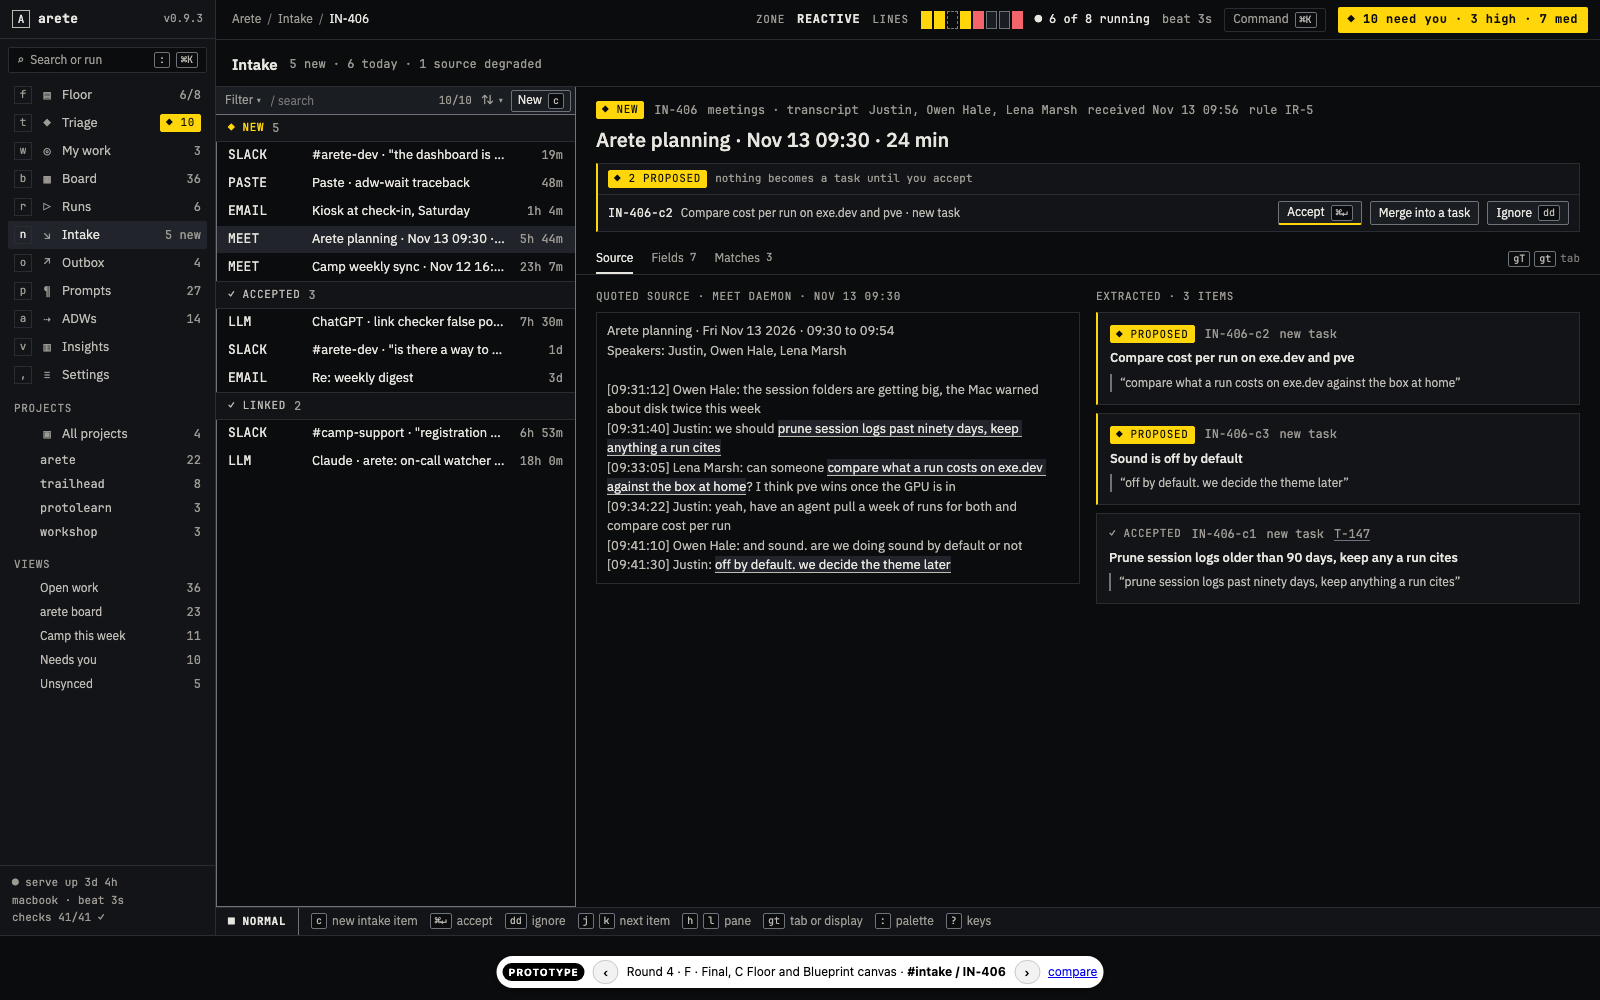 A arete v0.9.3
Search or run : ⌘K
f Floor 6/8
t Triage ◆ 10
w My work 3
b Board 36
r Runs 6
n Intake 5 new
o Outbox 4
p Prompts 27
a ADWs 14
v Insights
, Settings
PROJECTS
All projects 4
arete 22
trailhead 8
protolearn 3
workshop 3
VIEWS
Open work 36
arete board 23
Camp this week 11
Needs you 10
Unsynced 5
● serve up 3d 4h
macbook · beat 3s
checks 41/41 ✓
Arete / Intake / IN-406
ZONE REACTIVE LINES ● 6 of 8 running beat 3s Command ⌘K ◆ 10 need you · 3 high · 7 med
Intake 5 new · 6 today · 1 source degraded
Filter ▾ / search 10/10 ⇅ ▾ New c
◆ NEW 5
SLACK #arete-dev · "the dashboard is ... 19m
PASTE Paste · adw-wait traceback 48m
EMAIL Kiosk at check-in, Saturday 1h 4m
MEET Arete planning · Nov 13 09:30 ·... 5h 44m
MEET Camp weekly sync · Nov 12 16:... 23h 7m
✓ ACCEPTED 3
LLM ChatGPT · link checker false po... 7h 30m
SLACK #arete-dev · "is there a way to ... 1d
EMAIL Re: weekly digest 3d
✓ LINKED 2
SLACK #camp-support · "registration ... 6h 53m
LLM Claude · arete: on-call watcher ... 18h 0m
◆ NEW IN-406 meetings · transcript Justin, Owen Hale, Lena Marsh received Nov 13 09:56 rule IR-5
Arete planning · Nov 13 09:30 · 24 min
◆ 2 PROPOSED nothing becomes a task until you accept
IN-406-c2 Compare cost per run on exe.dev and pve · new task Accept ⌘↵ Merge into a task Ignore dd
Source Fields 7 Matches 3 gT gt tab
QUOTED SOURCE · MEET DAEMON · NOV 13 09:30
Arete planning · Fri Nov 13 2026 · 09:30 to 09:54
Speakers: Justin, Owen Hale, Lena Marsh
[09:31:12] Owen Hale: the session folders are getting big, the Mac warned
about disk twice this week
[09:31:40] Justin: we should prune session logs past ninety days, keep
anything a run cites
[09:33:05] Lena Marsh: can someone compare what a run costs on exe.dev
against the box at home? I think pve wins once the GPU is in
[09:34:22] Justin: yeah, have an agent pull a week of runs for both and
compare cost per run
[09:41:10] Owen Hale: and sound. are we doing sound by default or not
[09:41:30] Justin: off by default. we decide the theme later
EXTRACTED · 3 ITEMS
◆ PROPOSED IN-406-c2 new task
Compare cost per run on exe.dev and pve
“compare what a run costs on exe.dev against the box at home”
◆ PROPOSED IN-406-c3 new task
Sound is off by default
“off by default. we decide the theme later”
✓ ACCEPTED IN-406-c1 new task T-147
Prune session logs older than 90 days, keep any a run cites
“prune session logs past ninety days, keep anything a run cites”
■ NORMAL c new intake item ⌘↵ accept dd ignore j k next item h l pane gt tab or display : palette ? keys
PROTOTYPE ‹ Round 4 · F · Final, C Floor and Blueprint canvas · #intake / IN-406 › compare